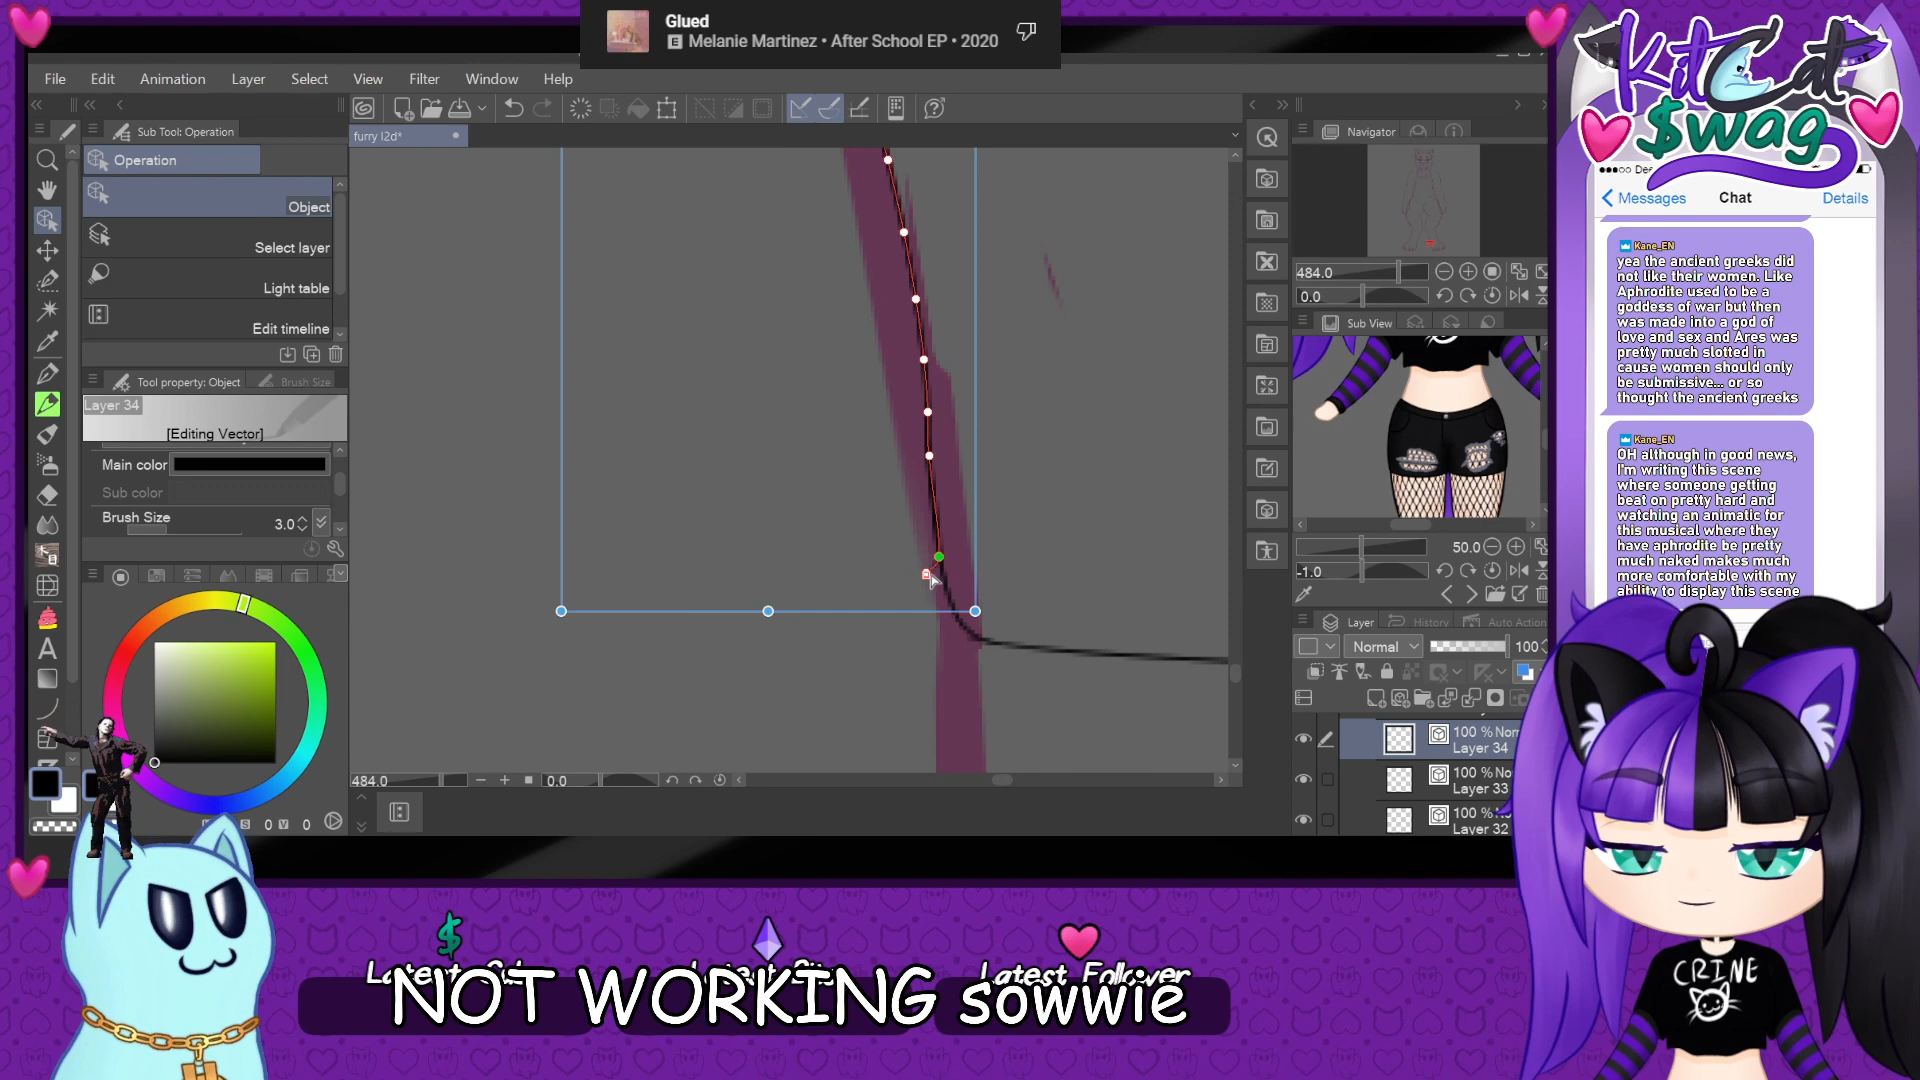 Glued
E Melanie Martinez • After School EP • 2020
KitCat
$wag
File Edit Animation Layer Select View Filter Window Help
Sub Tool: Operation
furry l2d*
Operation
Object
Select layer
Light table
Edit timeline
Tool property: Object Brush Size
Layer 34
[Editing Vector]
Main color
Sub color
Brush Size
3.0
S 0 V 0
484.0 0.0
Navigator
484.0
0.0
Sub View
50.0
-1.0
Layer History Auto Action
Normal 100
100 % Nor
Layer 34
100 % No
Layer 33
100 % No
Layer 32
Messages Chat Details
Kane_EN
yea the ancient greeks did
not like their women. Like
Aphrodite used to be a
goddess of war but then
was made into a god of
love and sex and Ares was
pretty much slotted in
cause women should only
be submissive... or so
thought the ancient greeks
Kane_EN
OH although in good news,
I'm writing this scene
where someone getting
beat on pretty hard and
watching an animatic for
this musical where they
have aphrodite be pretty
much naked makes much
more comfortable with my
ability to display this scene
CRINE
Latest Follower
NOT WORKING sowwie